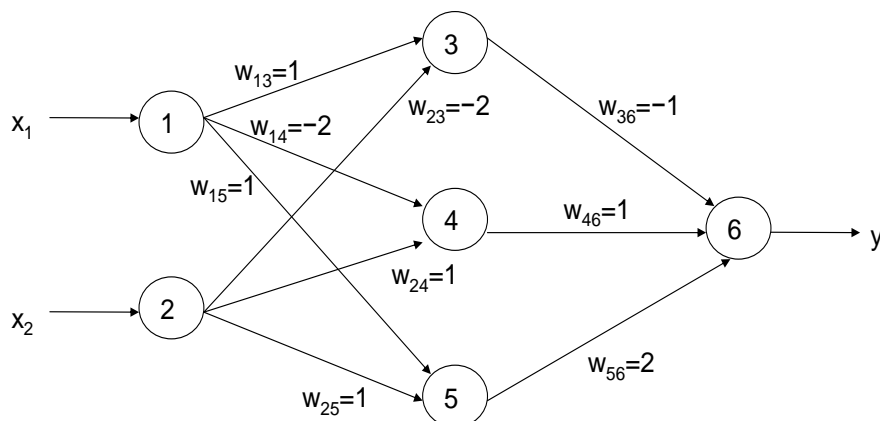 3
w₁₃=1
w₂₃=−2
w₃₆=−1
x₁
1
w₁₄=−2
w₁₅=1
4
w₄₆=1
6
y
w₂₄=1
x₂
2
w₅₆=2
w₂₅=1
5